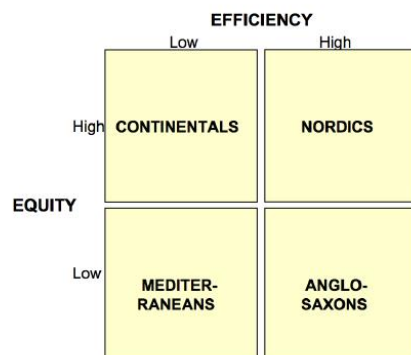 EFFICIENCY
Low High
High CONTINENTALS NORDICS
EQUITY
Low
MEDITER- ANGLO-
RANEANS SAXONS